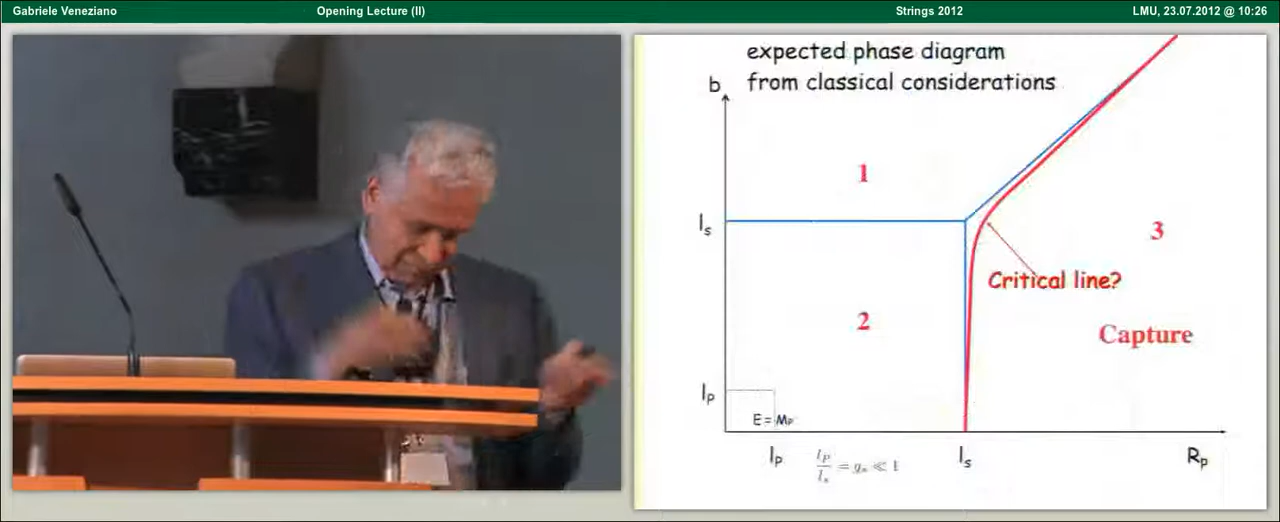 Gabriele Veneziano Opening Lecture (II) Strings 2012 LMU, 23.07.2012 @ 10:26
expected phase diagram
b from classical considerations
1
ls
3
Critical line?
2
Capture
lp
E = Mp
lp ls Rp
lp/ls = gs ≪ 1